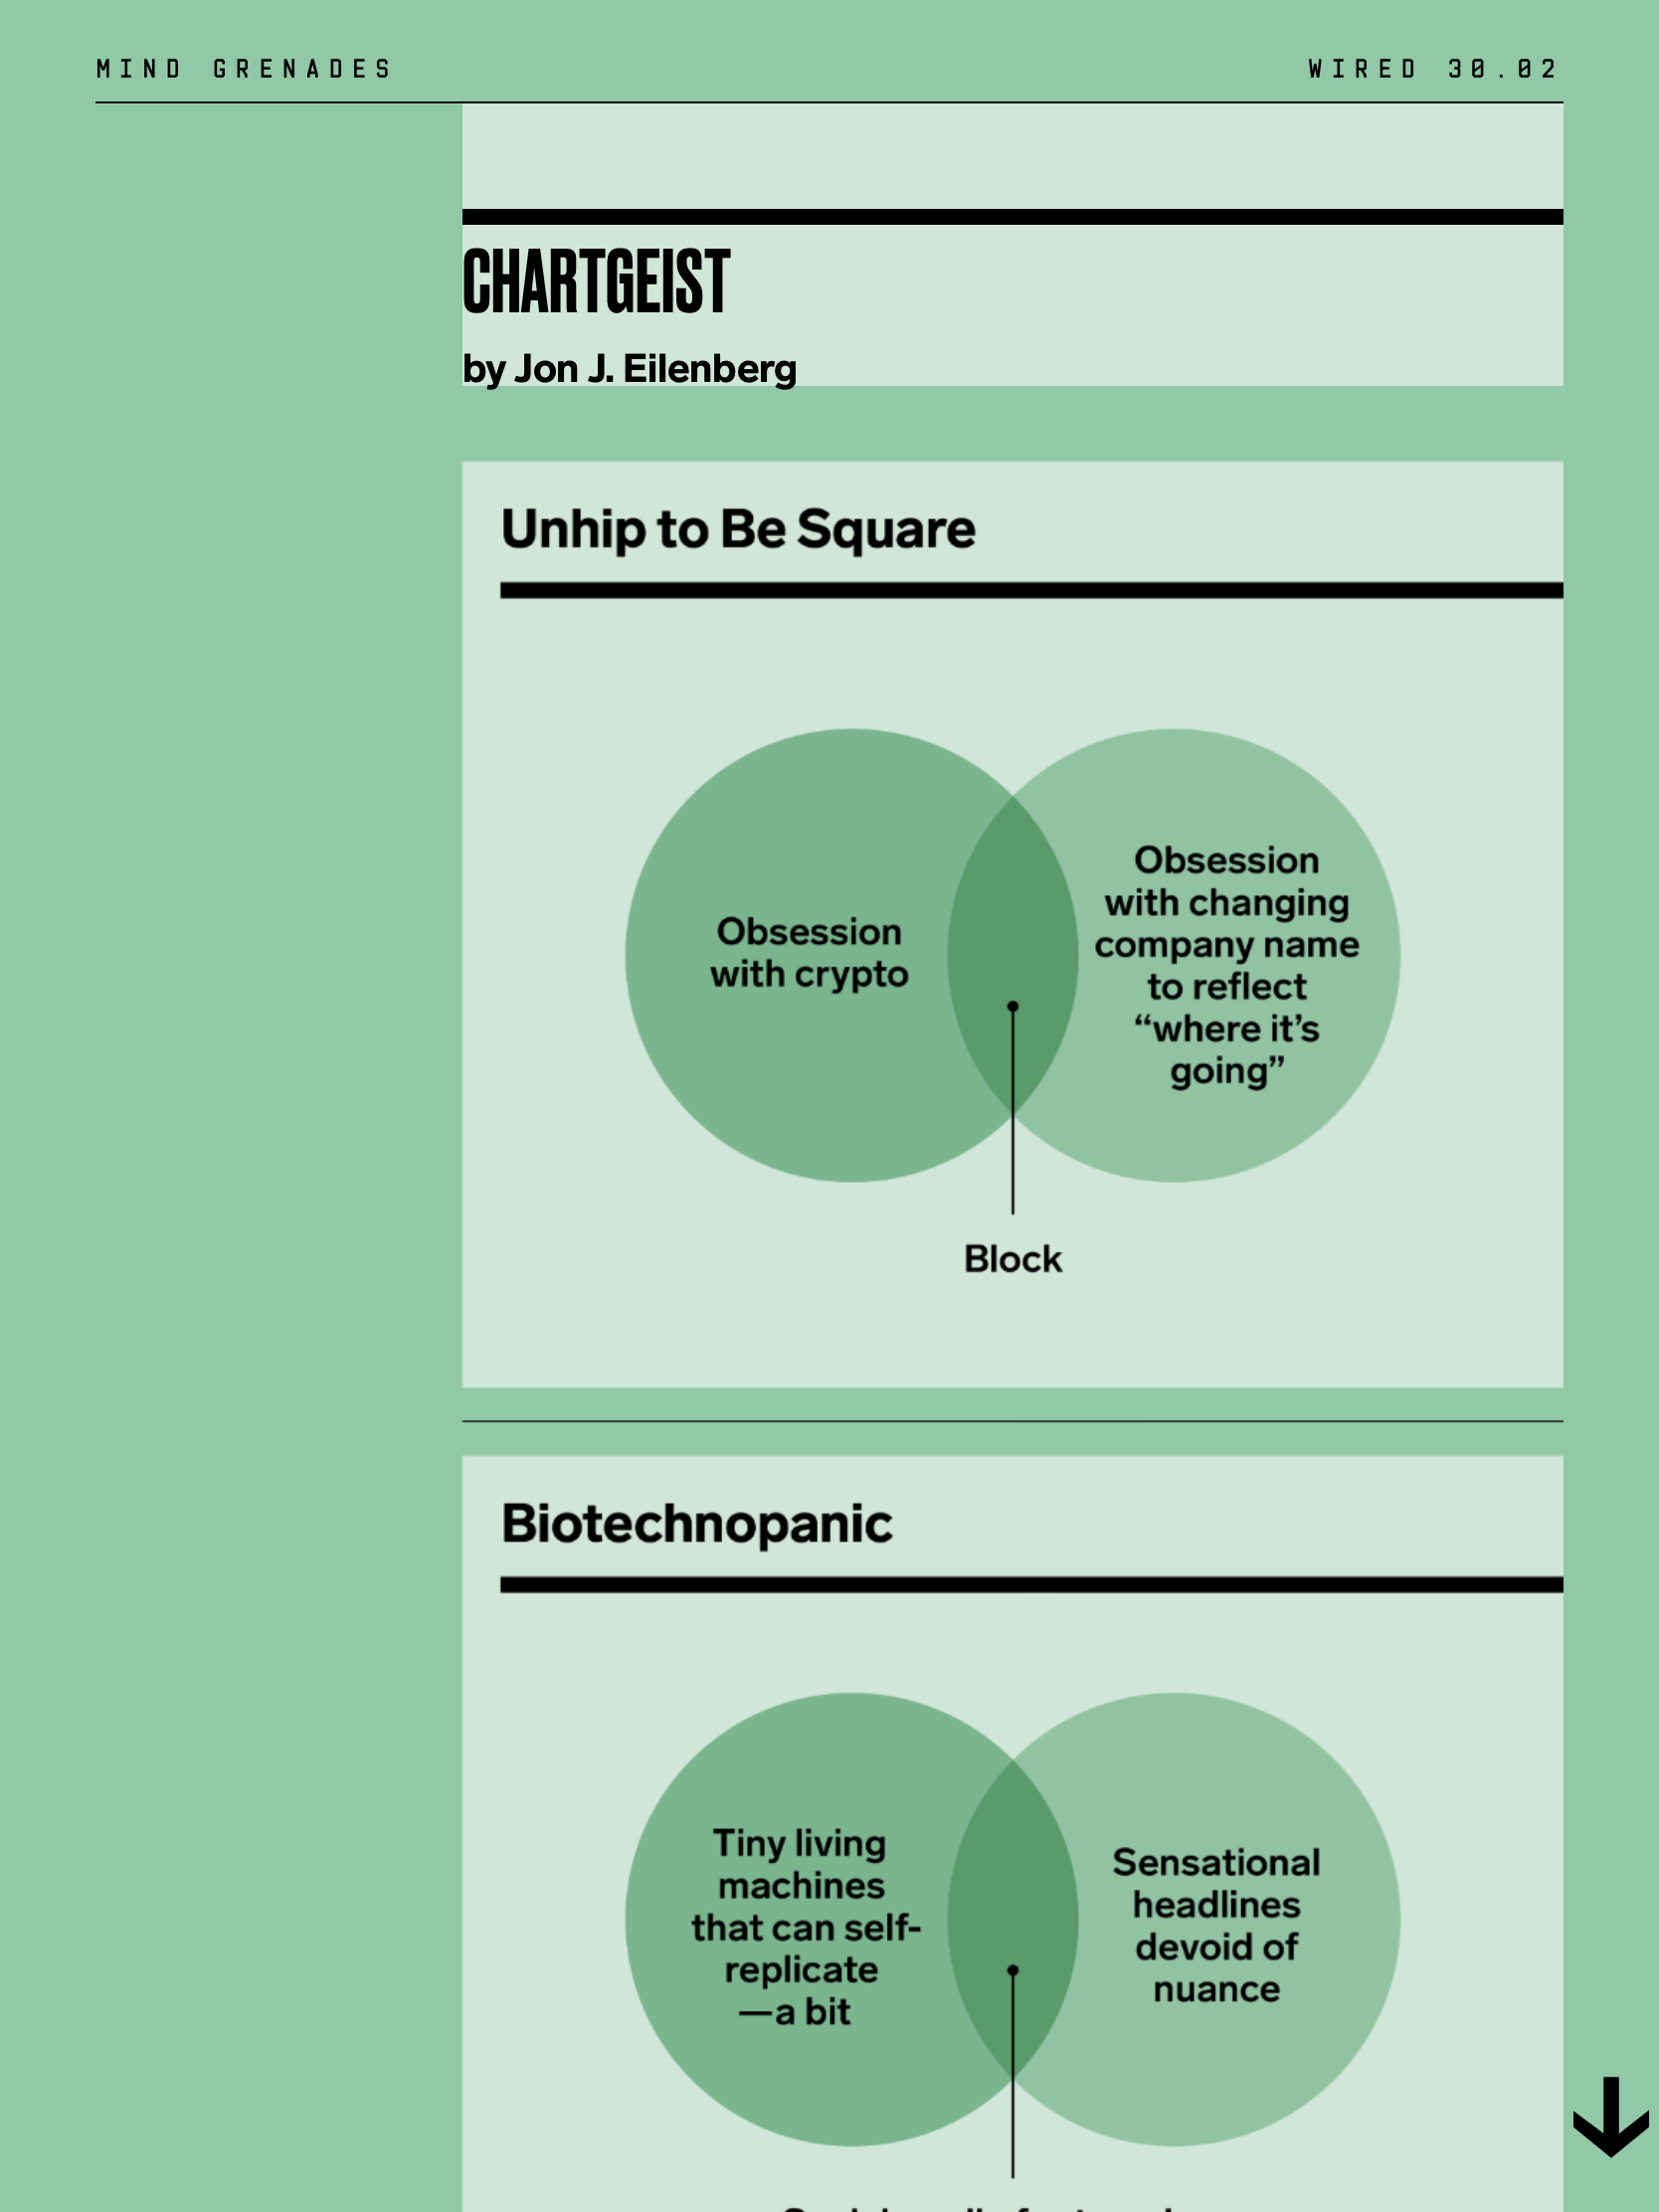 MIND GRENADES
WIRED 30.02
CHARTGEIST
by Jon J. Eilenberg
Unhip to Be Square
Obsession
with crypto
Obsession
with changing
company name
to reflect
“where it’s
going”
Block
Biotechnopanic
Tiny living
machines
that can self-
replicate
—a bit
Sensational
headlines
devoid of
nuance